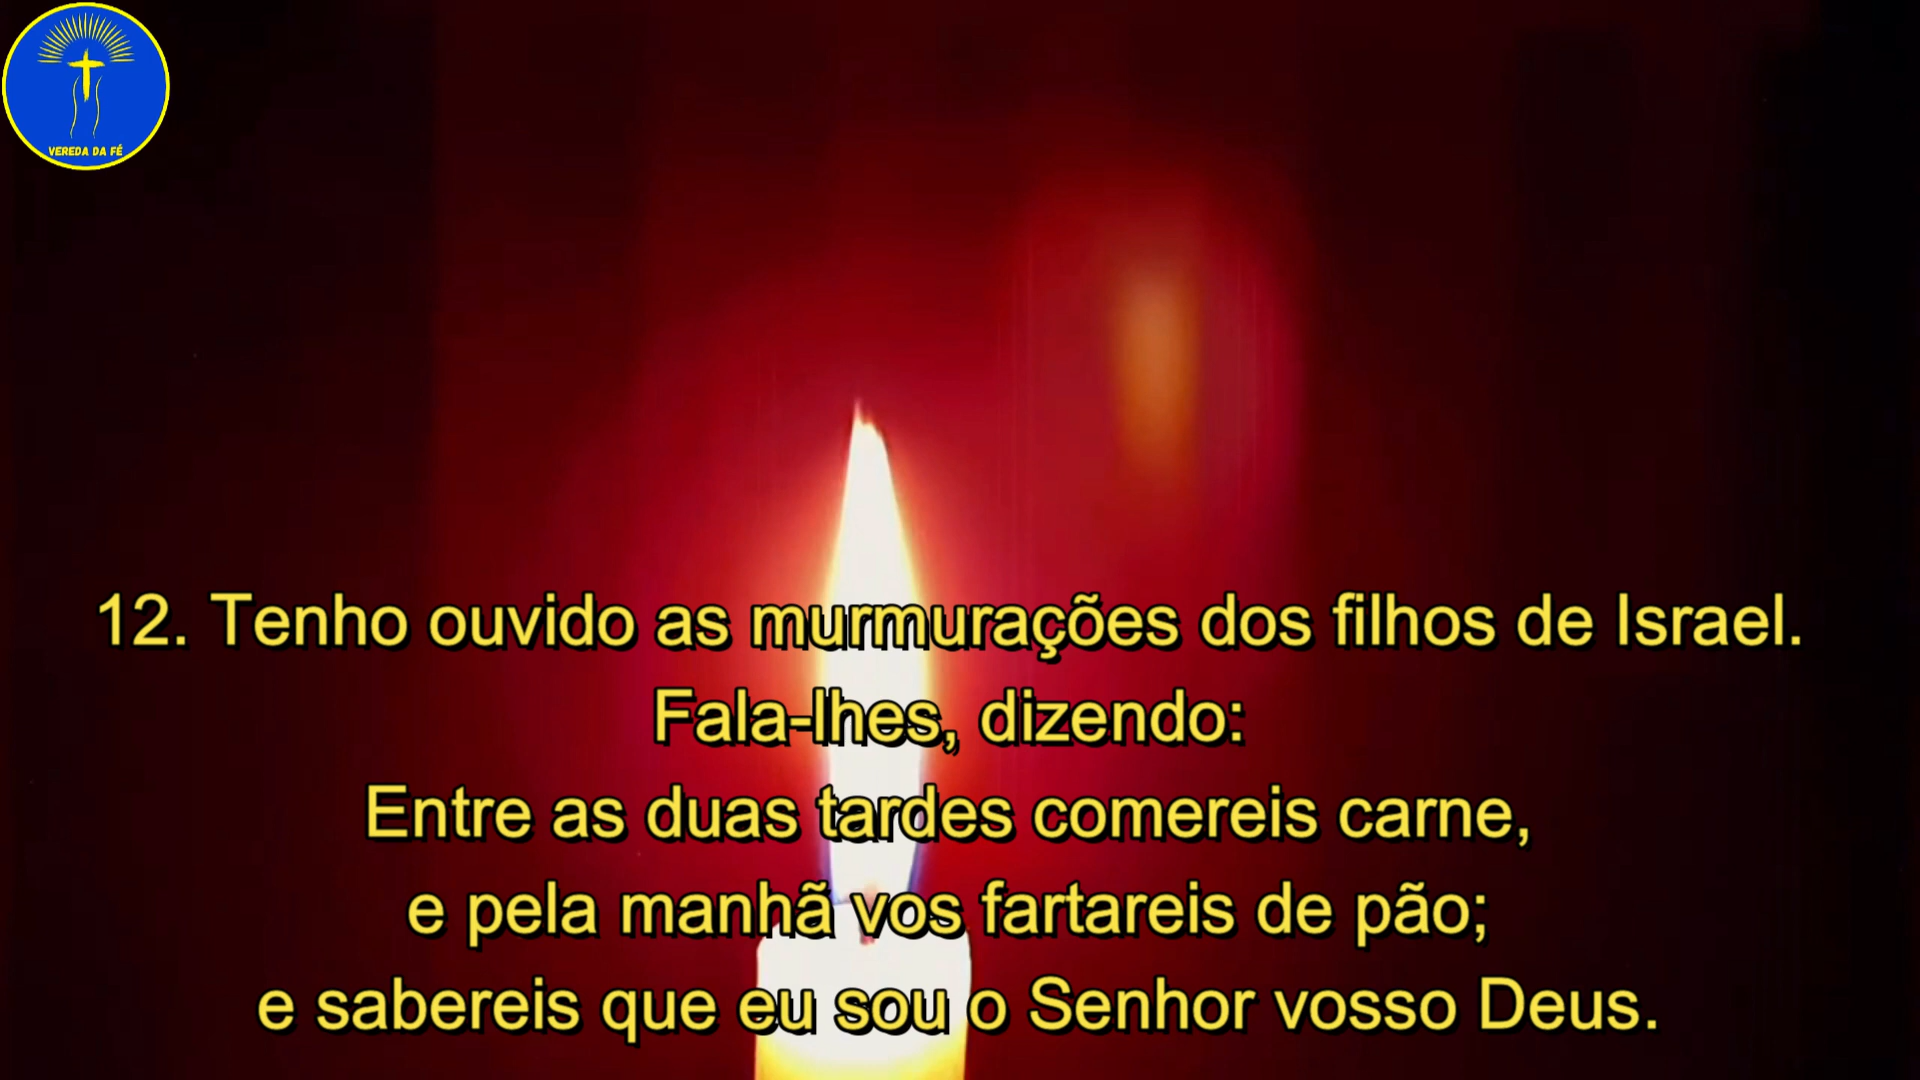 VEREDA DA FÉ
12. Tenho ouvido as murmurações dos filhos de Israel.
Fala-lhes, dizendo:
Entre as duas tardes comereis carne,
e pela manhã vos fartareis de pão;
e sabereis que eu sou o Senhor vosso Deus.